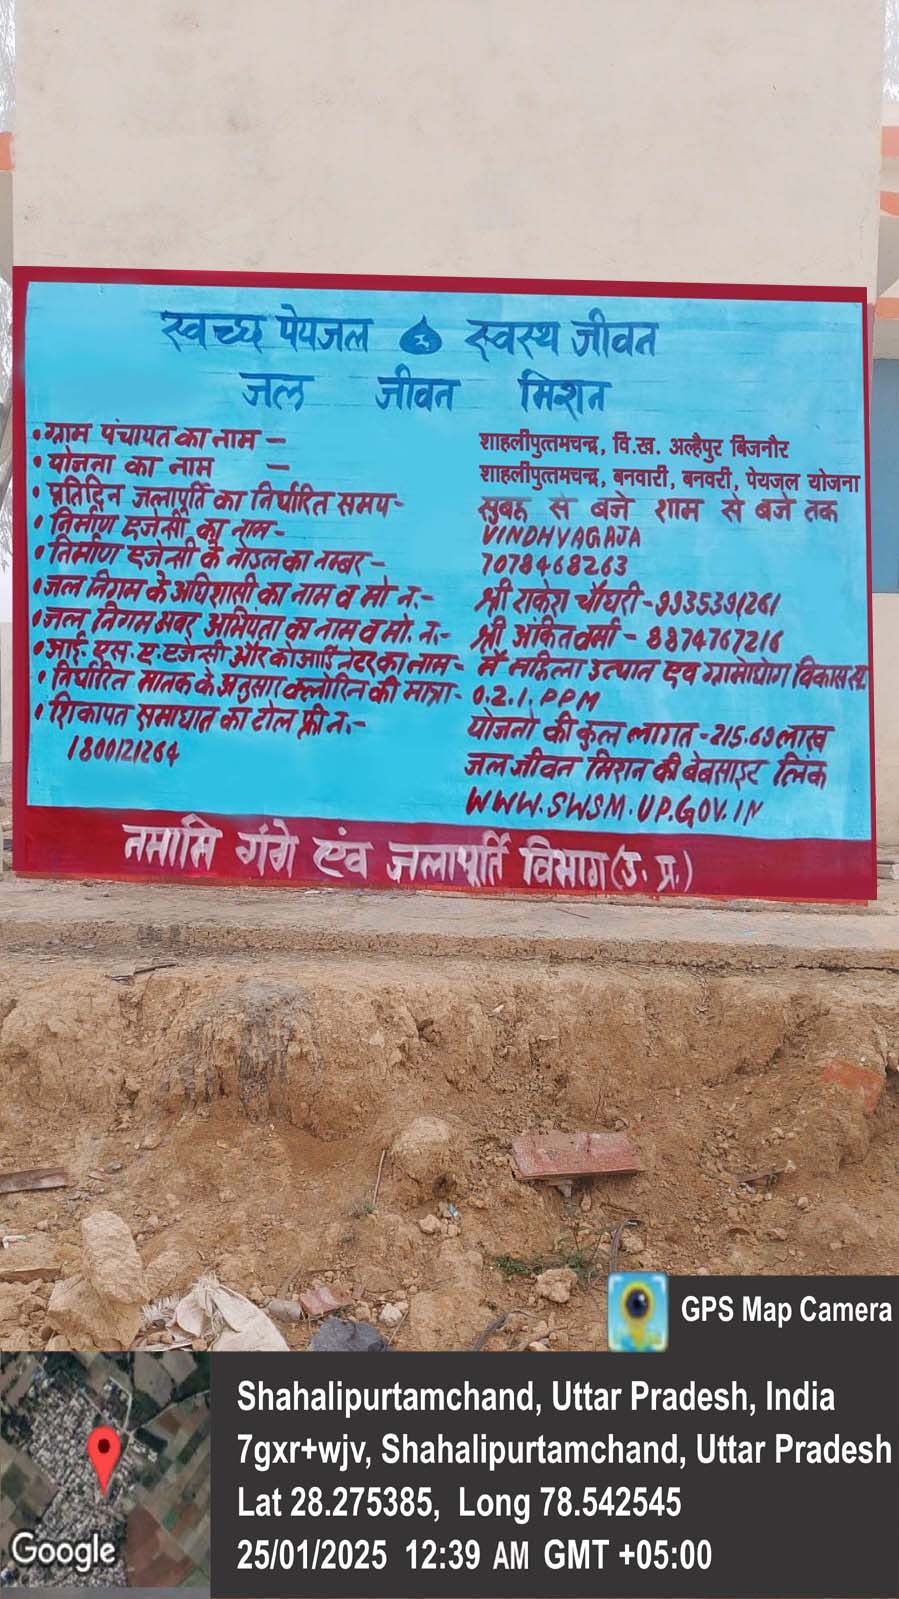 स्वच्छ पेयजल स्वस्थ जीवन
जल जीवन मिशन
• ग्राम पंचायत का नाम – शाहलीपुत्तमचन्द्र, वि.ख. अल्हैपुर बिजनौर
• योजना का नाम – शाहलीपुत्तमचन्द्र, बनवारी, बनवरी, पेयजल योजना
• प्रतिदिन जलापूर्ति का निर्धारित समय- सुबह से बजे शाम से बजे तक
• निर्माण एजेंसी का नाम- VINDHYAGAJA
• निर्माण एजेन्सी के नोडल का नम्बर- 7078468263
• जल निगम के अधिशासी का नाम व मो न.- श्री राकेश चौधरी-9935391261
• जल निगम अवर अभियंता का नाम व मो. न.- श्री अंकित वर्मा - 8874767216
• आई. एस. ए. एजेन्सी और कोआर्डिनेटर का नाम- मै महिला उत्थान एव ग्रामोद्योग विकास
• निर्धारित मानक के अनुसार क्लोरिन की मात्रा- 0.2.1.PPM
• शिकायत समाधान का टोल फ्री न.- योजना की कुल लागत-215.69 लाख
1800121264 जल जीवन मिशन की बेबसाइट लिंक
WWW.SWSM.UP.GOV.IN
नमामि गंगे एंव जलापूर्ति विभाग (उ. प्र.)
GPS Map Camera
Shahalipurtamchand, Uttar Pradesh, India
7gxr+wjv, Shahalipurtamchand, Uttar Pradesh
Lat 28.275385, Long 78.542545
25/01/2025 12:39 AM GMT +05:00
Google